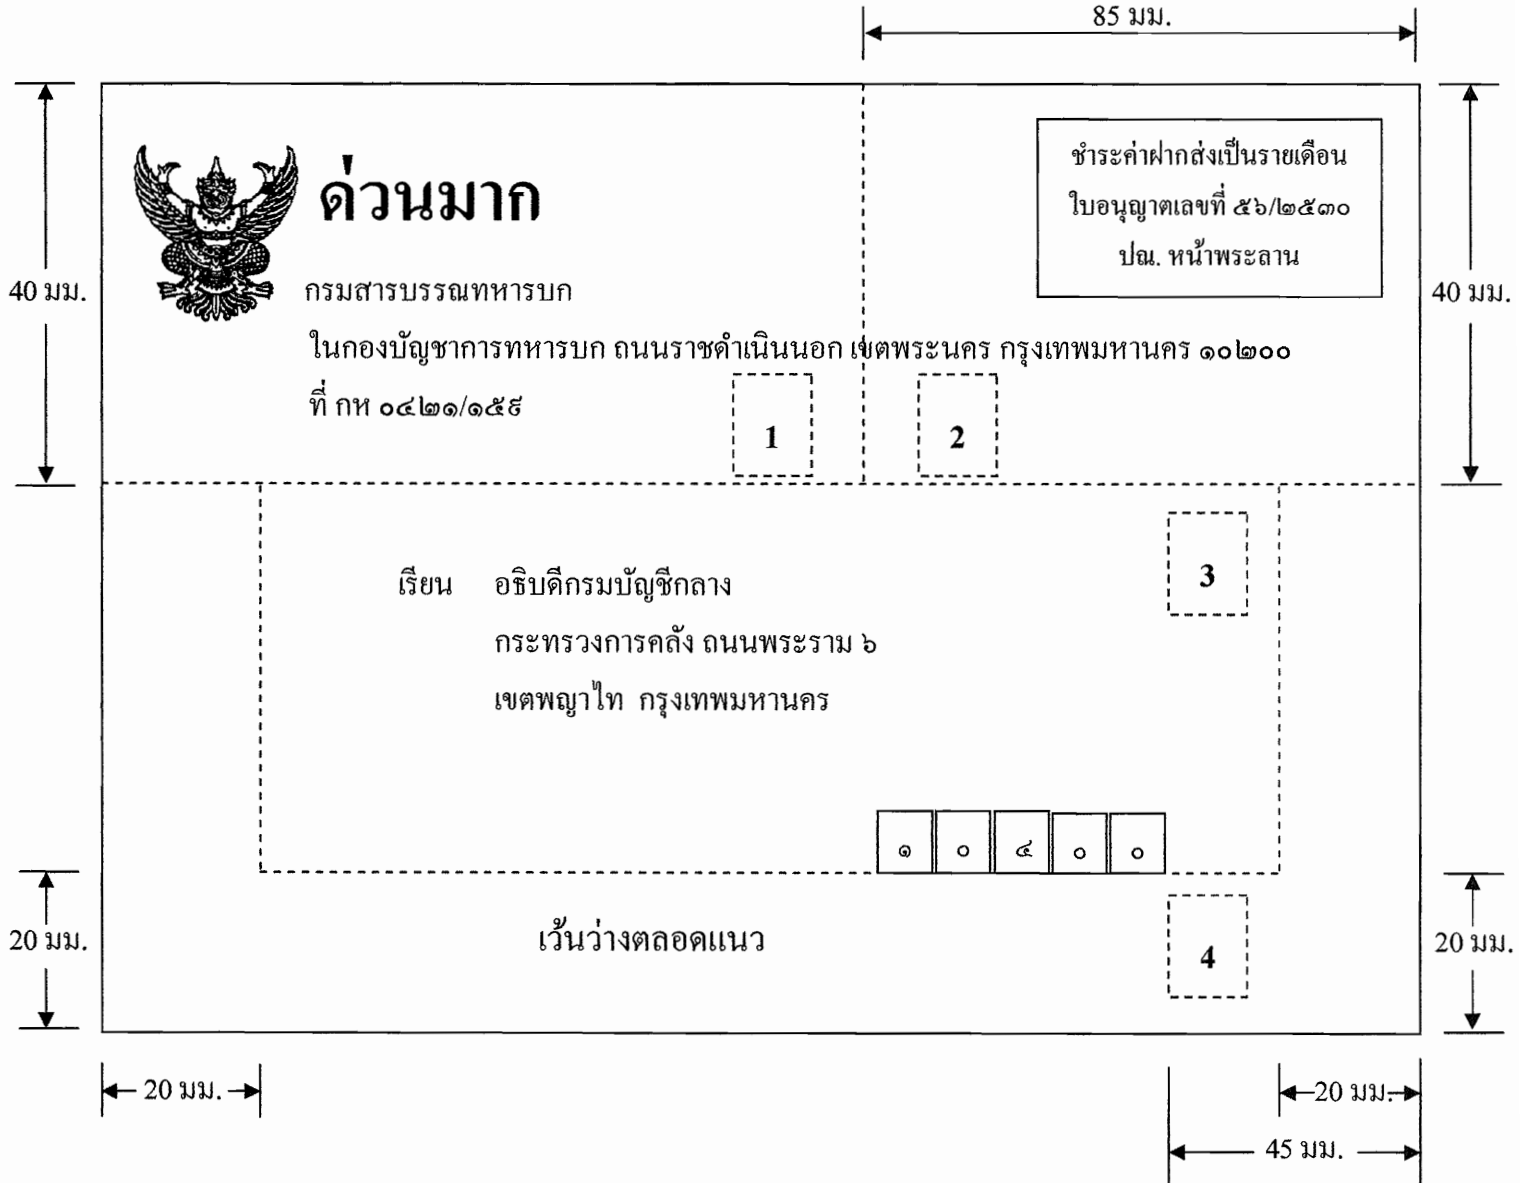 85 มม.
ชำระค่าฝากส่งเป็นรายเดือน
ใบอนุญาตเลขที่ ๕๖/๒๕๓๐
ปณ. หน้าพระลาน
ด่วนมาก
40 มม.
40 มม.
กรมสารบรรณทหารบก
ในกองบัญชาการทหารบก ถนนราชดำเนินนอก เขตพระนคร กรุงเทพมหานคร ๑๐๒๐๐
ที่ กห ๐๔๒๑/๑๕๙
1
2
3
เรียน อธิบดีกรมบัญชีกลาง
กระทรวงการคลัง ถนนพระราม ๖
เขตพญาไท กรุงเทพมหานคร
๑ ๐ ๔ ๐ ๐
20 มม.
เว้นว่างตลอดแนว
4
20 มม.
20 มม.
20 มม.
45 มม.